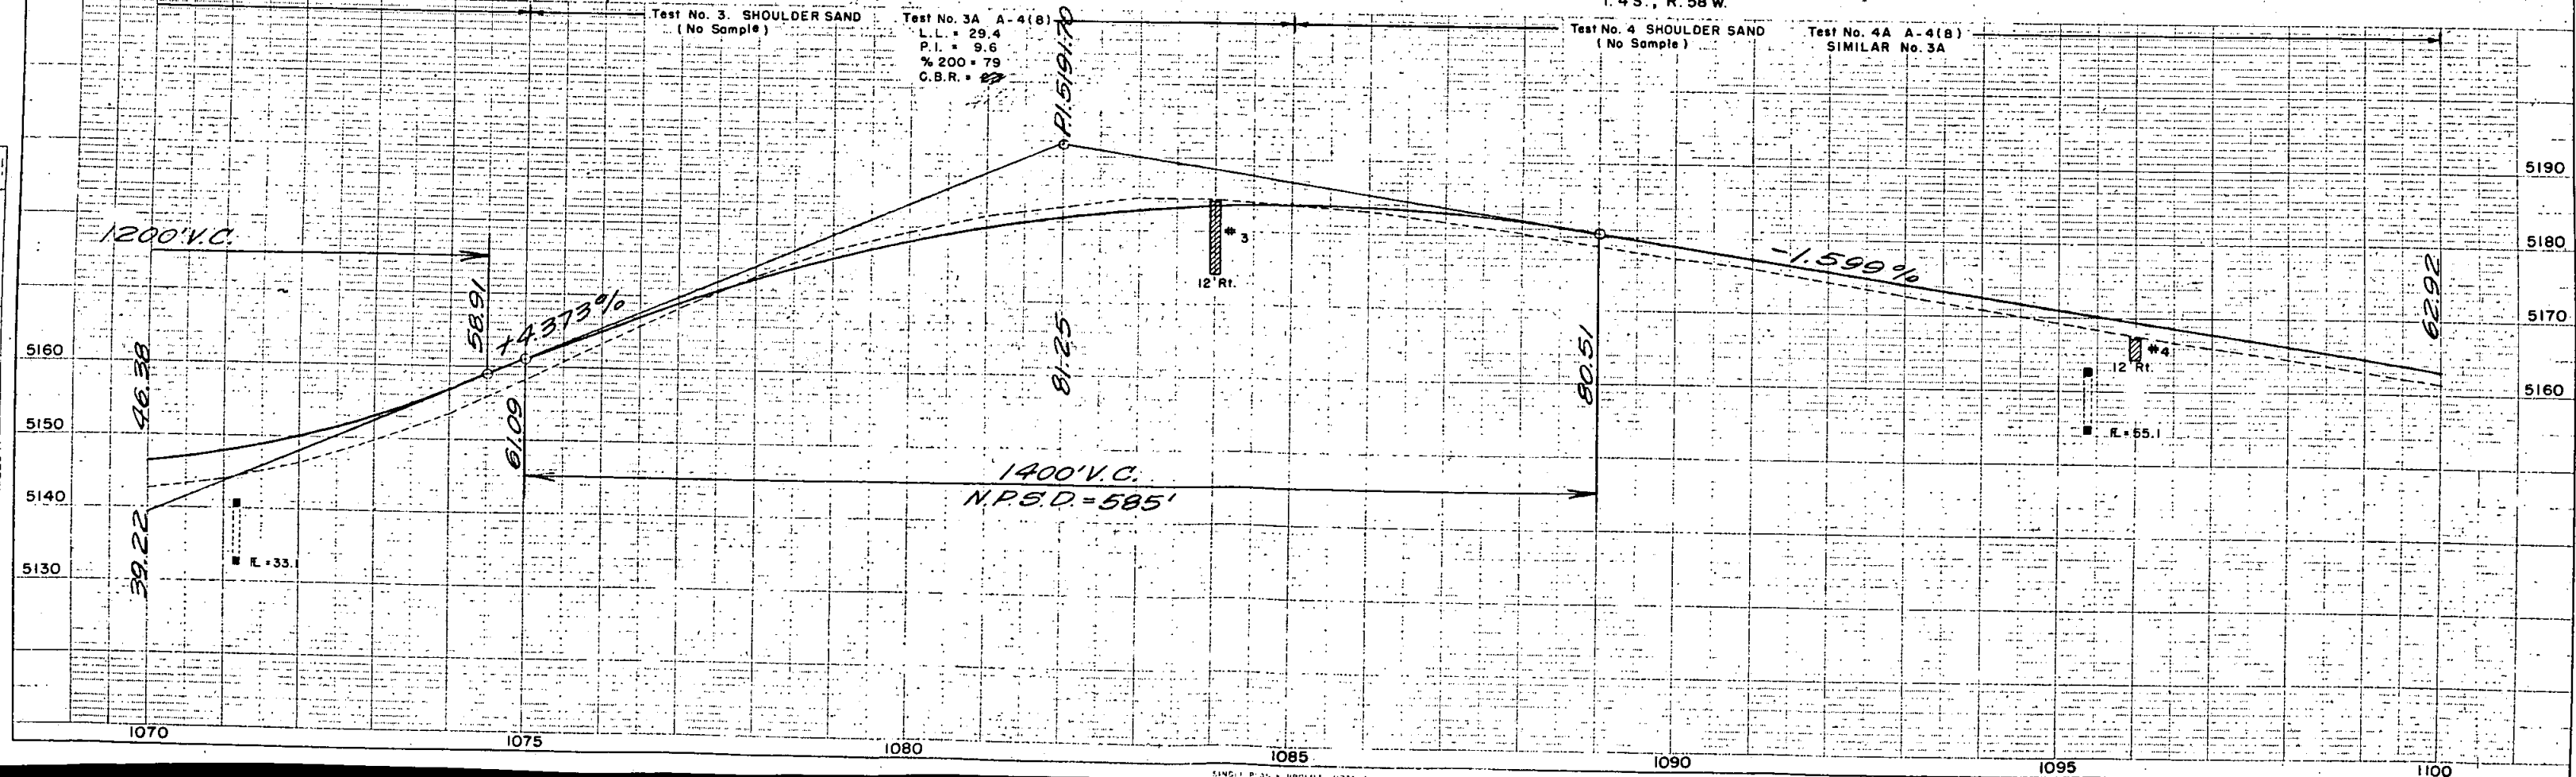 T. 4 S., R. 58 W.
Test No. 3. SHOULDER SAND
(No Sample)
Test No. 3A A-4(8)
L.L. = 29.4
P.I. = 9.6
% 200 = 79
C.B.R. =
Test No. 4 SHOULDER SAND
(No Sample)
Test No. 4A A-4(8)
SIMILAR No. 3A
P.I. 5191.70
5190
1200' V.C.
5180
5180
-1.599%
62.92
#3
12' Rt.
58.91
+4.373%
81.25
5170
5160
46.38
80.51
#4
12' Rt.
5160
5150
61.09
FL = 55.1
5150
1400' V.C.
N.P.S.D. = 585'
5140
39.22
FL = 33.1
5130
1070
1075
1080
1085
1090
1095
1100